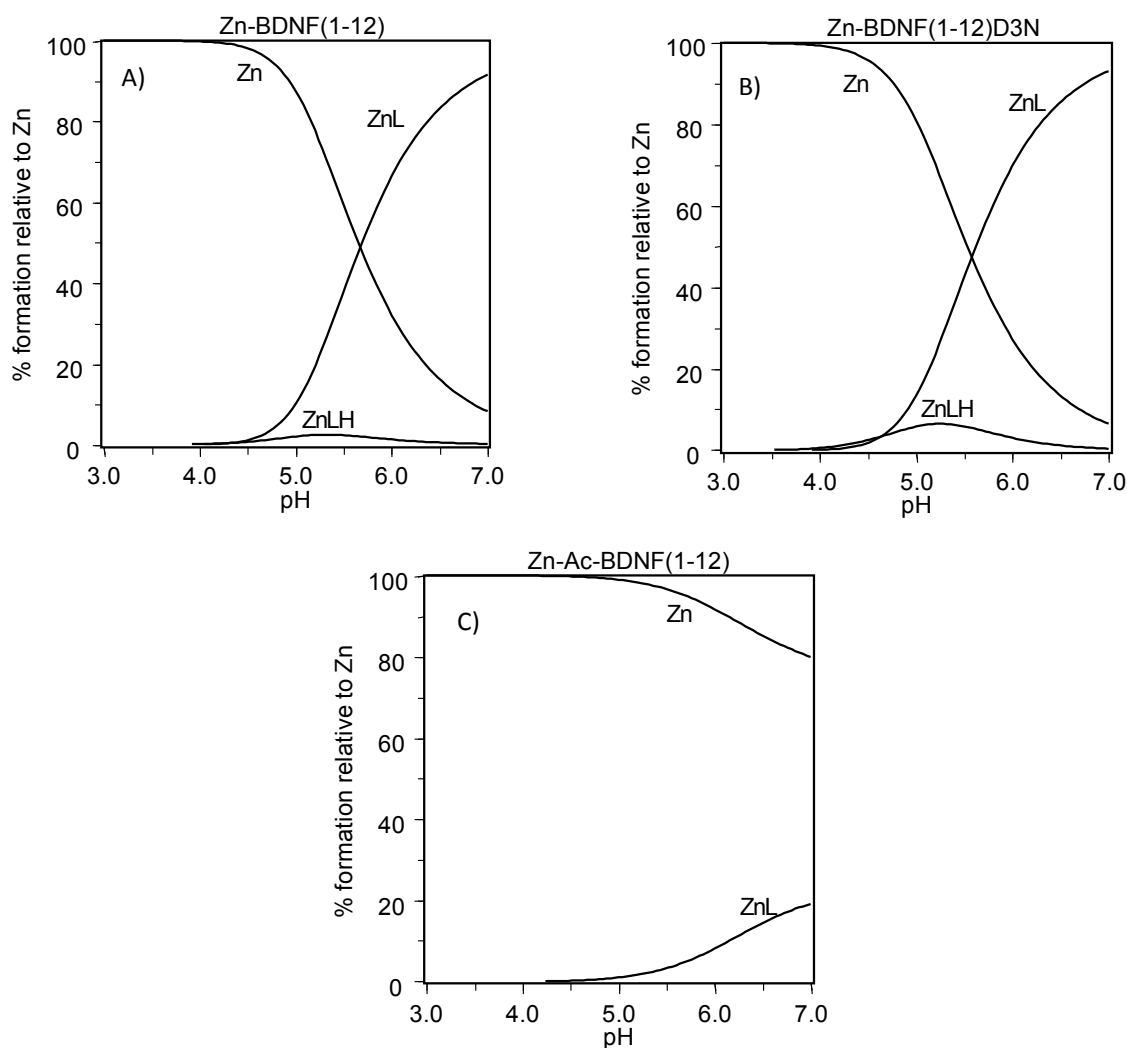 Zn-BDNF(1-12)
A)
Zn
ZnL
ZnLH
% formation relative to Zn
100
80
60
40
20
0
3.0 4.0 5.0 6.0 7.0
pH
Zn-BDNF(1-12)D3N
B)
Zn
ZnL
ZnLH
% formation relative to Zn
100
80
60
40
20
0
3.0 4.0 5.0 6.0 7.0
pH
Zn-Ac-BDNF(1-12)
C)
Zn
ZnL
% formation relative to Zn
100
80
60
40
20
0
3.0 4.0 5.0 6.0 7.0
pH